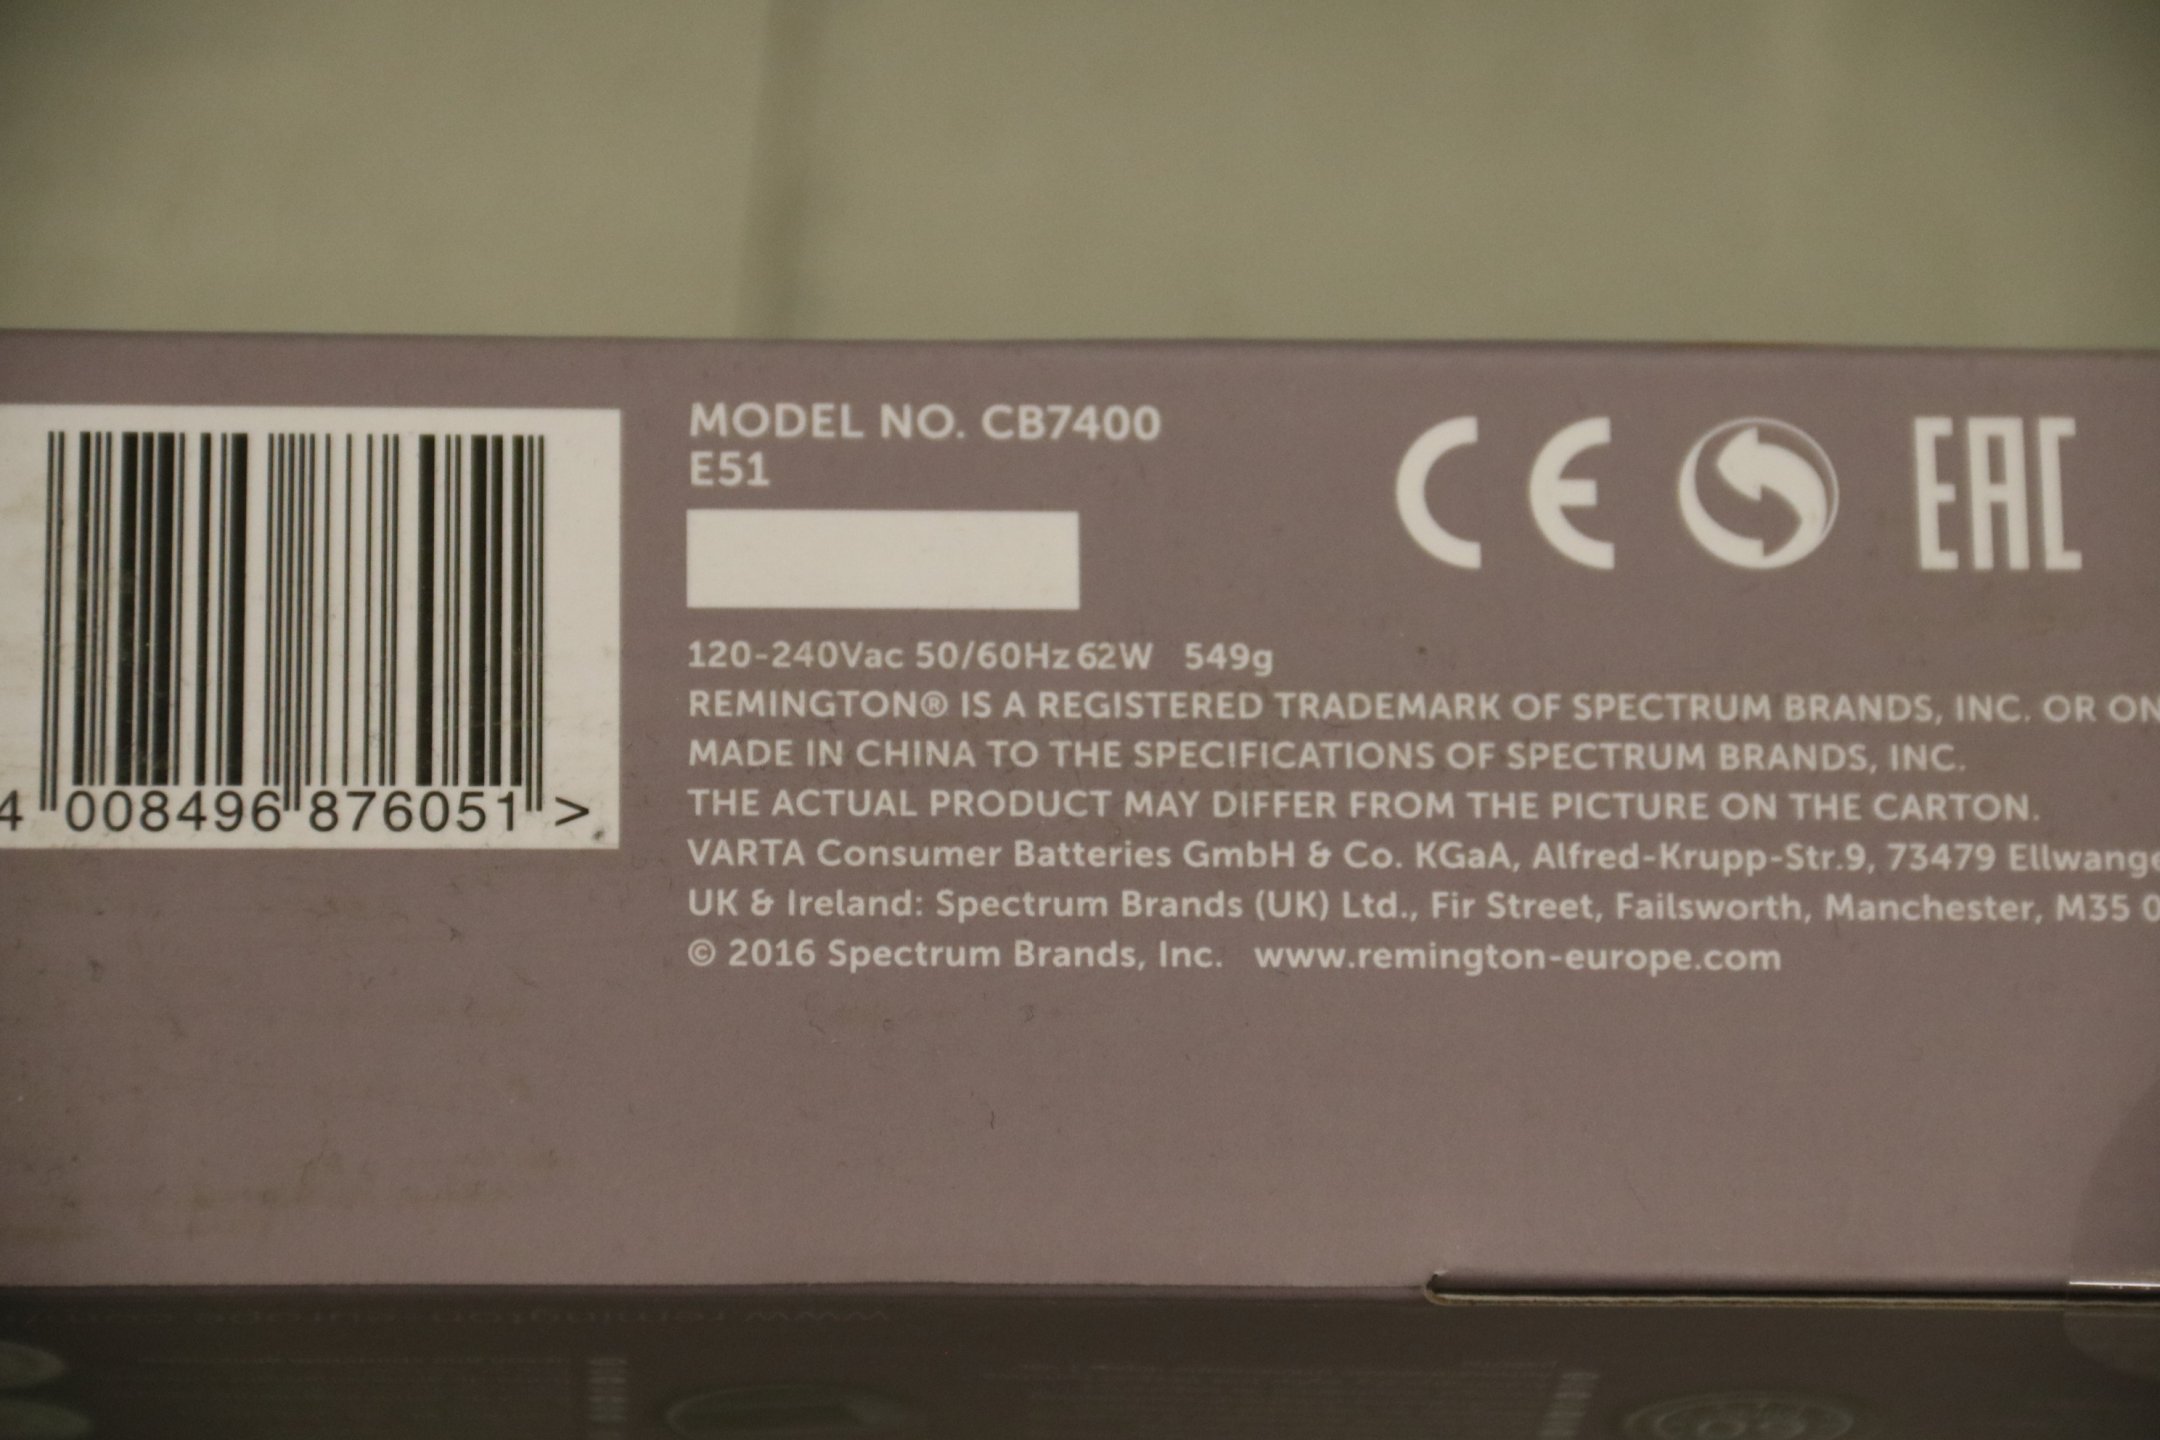 MODEL NO. CB7400
E51
CE EAC
120-240Vac 50/60Hz 62W 549g
REMINGTON® IS A REGISTERED TRADEMARK OF SPECTRUM BRANDS, INC. OR
MADE IN CHINA TO THE SPECIFICATIONS OF SPECTRUM BRANDS, INC.
THE ACTUAL PRODUCT MAY DIFFER FROM THE PICTURE ON THE CARTON.
VARTA Consumer Batteries GmbH & Co. KGaA, Alfred-Krupp-Str.9, 73479
UK & Ireland: Spectrum Brands (UK) Ltd., Fir Street, Failsworth, Manchester, M35
© 2016 Spectrum Brands, Inc. www.remington-europe.com
4 008496 876051 >